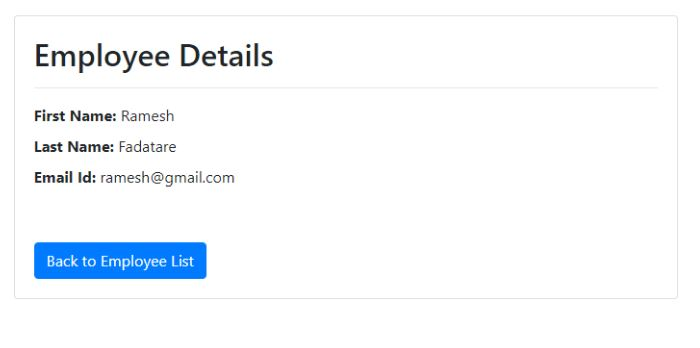 Employee Details
First Name: Ramesh
Last Name: Fadatare
Email Id: ramesh@gmail.com
Back to Employee List